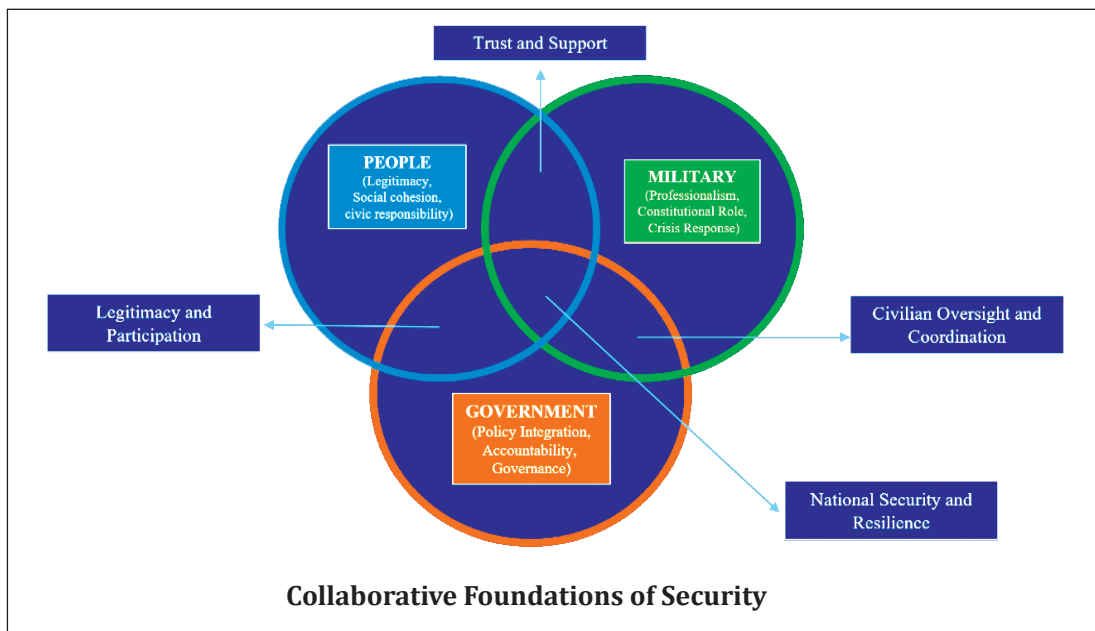 Trust and Support
PEOPLE
(Legitimacy,
Social cohesion,
civic responsibility)
MILITARY
(Professionalism,
Constitutional Role,
Crisis Response)
Legitimacy and
Participation
Civilian Oversight and
Coordination
GOVERNMENT
(Policy Integration,
Accountability,
Governance)
National Security and
Resilience
Collaborative Foundations of Security